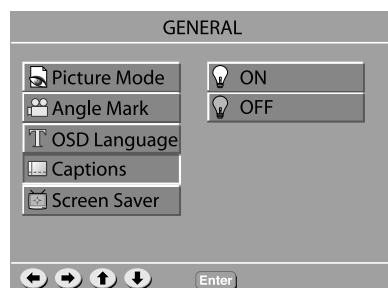 GENERAL
Picture Mode
Angle Mark
OSD Language
Captions
Screen Saver
ON
OFF
Enter